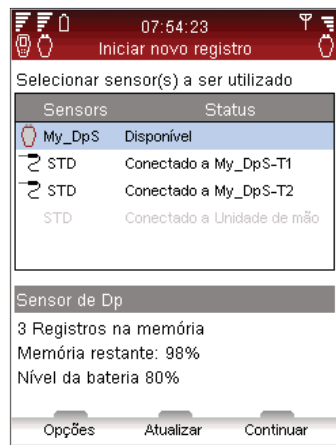 07:54:23
Iniciar novo registro
Selecionar sensor(s) a ser utilizado
Sensors Status
My_DpS Disponível
STD Conectado a My_DpS-T1
STD Conectado a My_DpS-T2
STD Conectado a Unidade de mão
Sensor de Dp
3 Registros na memória
Memória restante: 98%
Nível da bateria 80%
Opções Atualizar Continuar